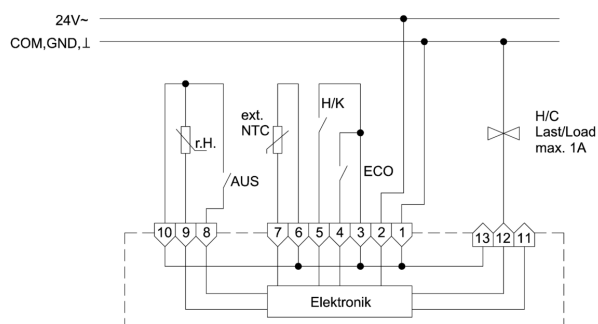 24V~
COM,GND,⊥
H/K
ext.
NTC
r.H.
AUS
ECO
H/C
Last/Load
max. 1A
10 9 8 7 6 5 4 3 2 1 13 12 11
Elektronik